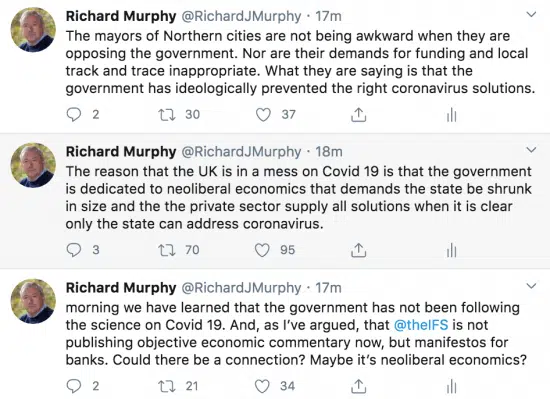 Richard Murphy @RichardJMurphy · 17m
The mayors of Northern cities are not being awkward when they are
opposing the government. Nor are their demands for funding and local
track and trace inappropriate. What they are saying is that the
government has ideologically prevented the right coronavirus solutions.
2 30 37
Richard Murphy @RichardJMurphy · 18m
The reason that the UK is in a mess on Covid 19 is that the government
is dedicated to neoliberal economics that demands the state be shrunk
in size and the the private sector supply all solutions when it is clear
only the state can address coronavirus.
3 70 95
Richard Murphy @RichardJMurphy · 17m
morning we have learned that the government has not been following
the science on Covid 19. And, as I’ve argued, that @theIFS is not
publishing objective economic commentary now, but manifestos for
banks. Could there be a connection? Maybe it’s neoliberal economics?
2 21 34